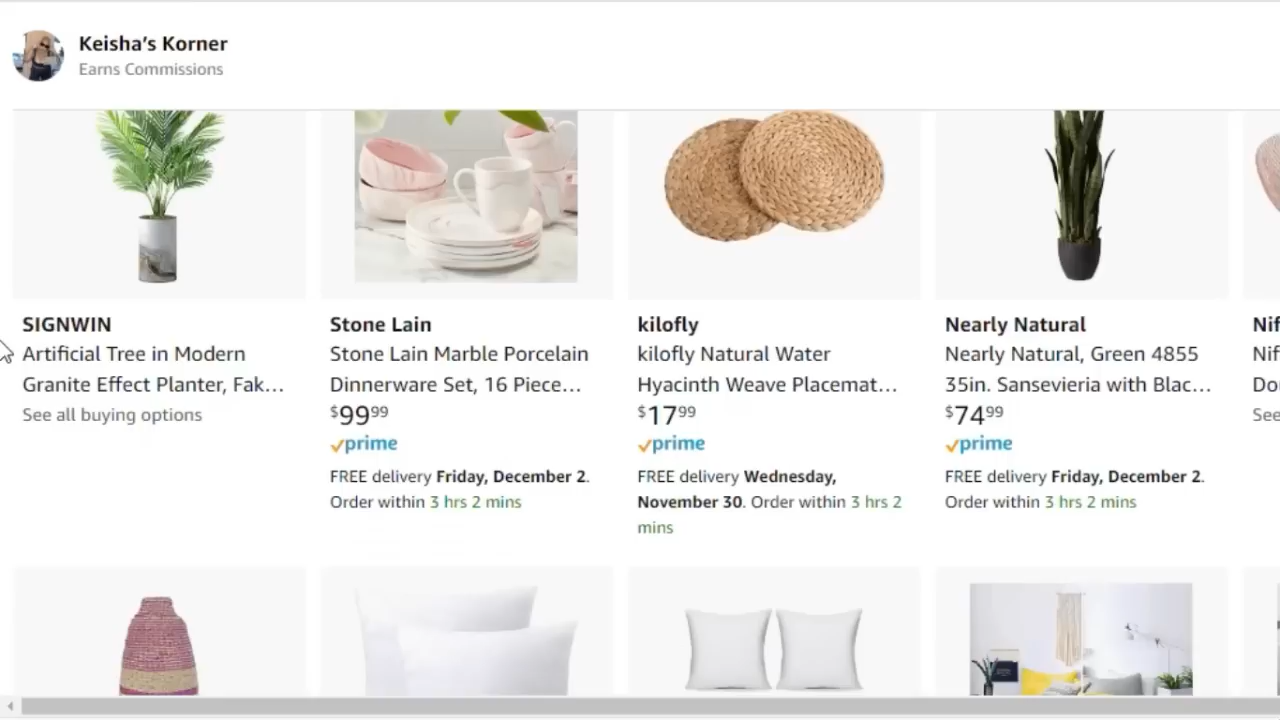 Keisha's Korner
Earns Commissions
SIGNWIN
Artificial Tree in Modern
Granite Effect Planter, Fak...
See all buying options
Stone Lain
Stone Lain Marble Porcelain
Dinnerware Set, 16 Piece...
$99.99
prime
FREE delivery Friday, December 2.
Order within 3 hrs 2 mins
kilofly
kilofly Natural Water
Hyacinth Weave Placemat...
$17.99
prime
FREE delivery Wednesday,
November 30. Order within 3 hrs 2
mins
Nearly Natural
Nearly Natural, Green 4855
35in. Sansevieria with Blac...
$74.99
prime
FREE delivery Friday, December 2.
Order within 3 hrs 2 mins
Nif
Nif
Do
See